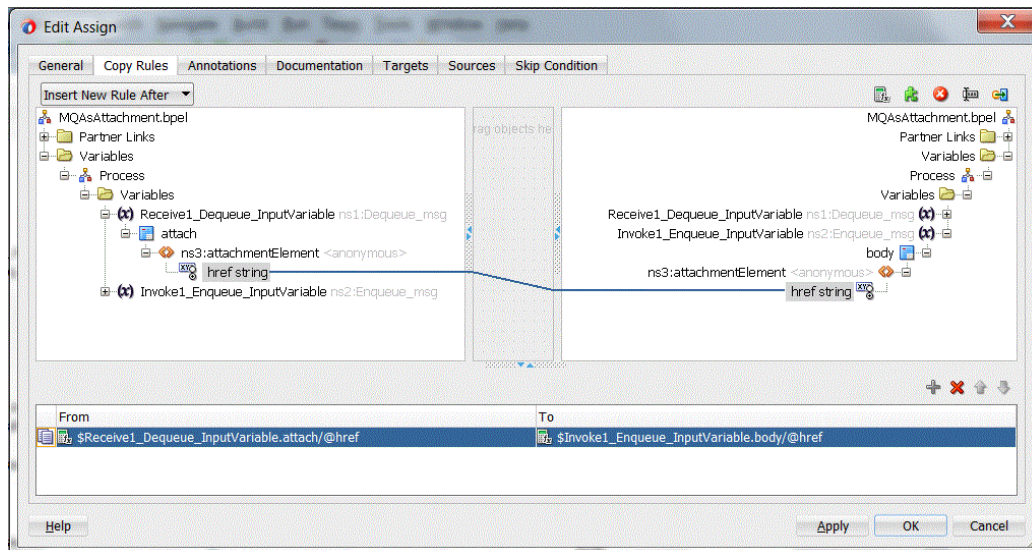 Edit Assign
General Copy Rules Annotations Documentation Targets Sources Skip Condition
Insert New Rule After
MQAsAttachment.bpel
Partner Links
Variables
Process
Variables
Receive1_Dequeue_InputVariable ns1:Dequeue_msg
attach
ns3:attachmentElement <anonymous>
href string
Invoke1_Enqueue_InputVariable ns2:Enqueue_msg
rag objects he
MQAsAttachment.bpel
Partner Links
Variables
Process
Variables
Receive1_Dequeue_InputVariable ns1:Dequeue_msg (x)
Invoke1_Enqueue_InputVariable ns2:Enqueue_msg (x)
body
ns3:attachmentElement <anonymous>
href string
From To
$Receive1_Dequeue_InputVariable.attach/@href $Invoke1_Enqueue_InputVariable.body/@href
Help Apply OK Cancel